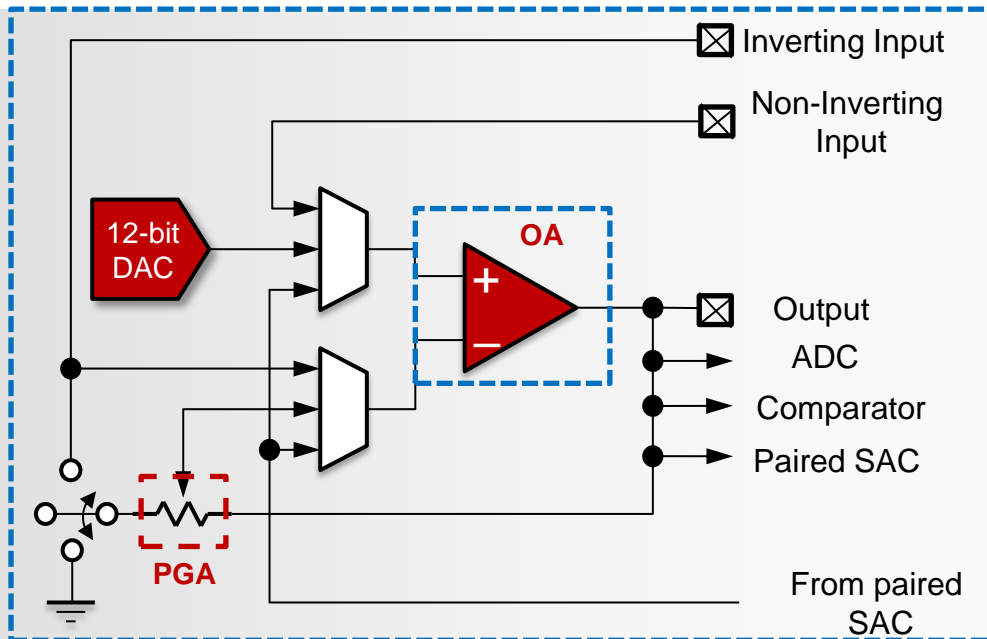 Inverting Input
Non-Inverting
Input
12-bit
DAC
OA
+
−
Output
ADC
Comparator
Paired SAC
PGA
From paired
SAC